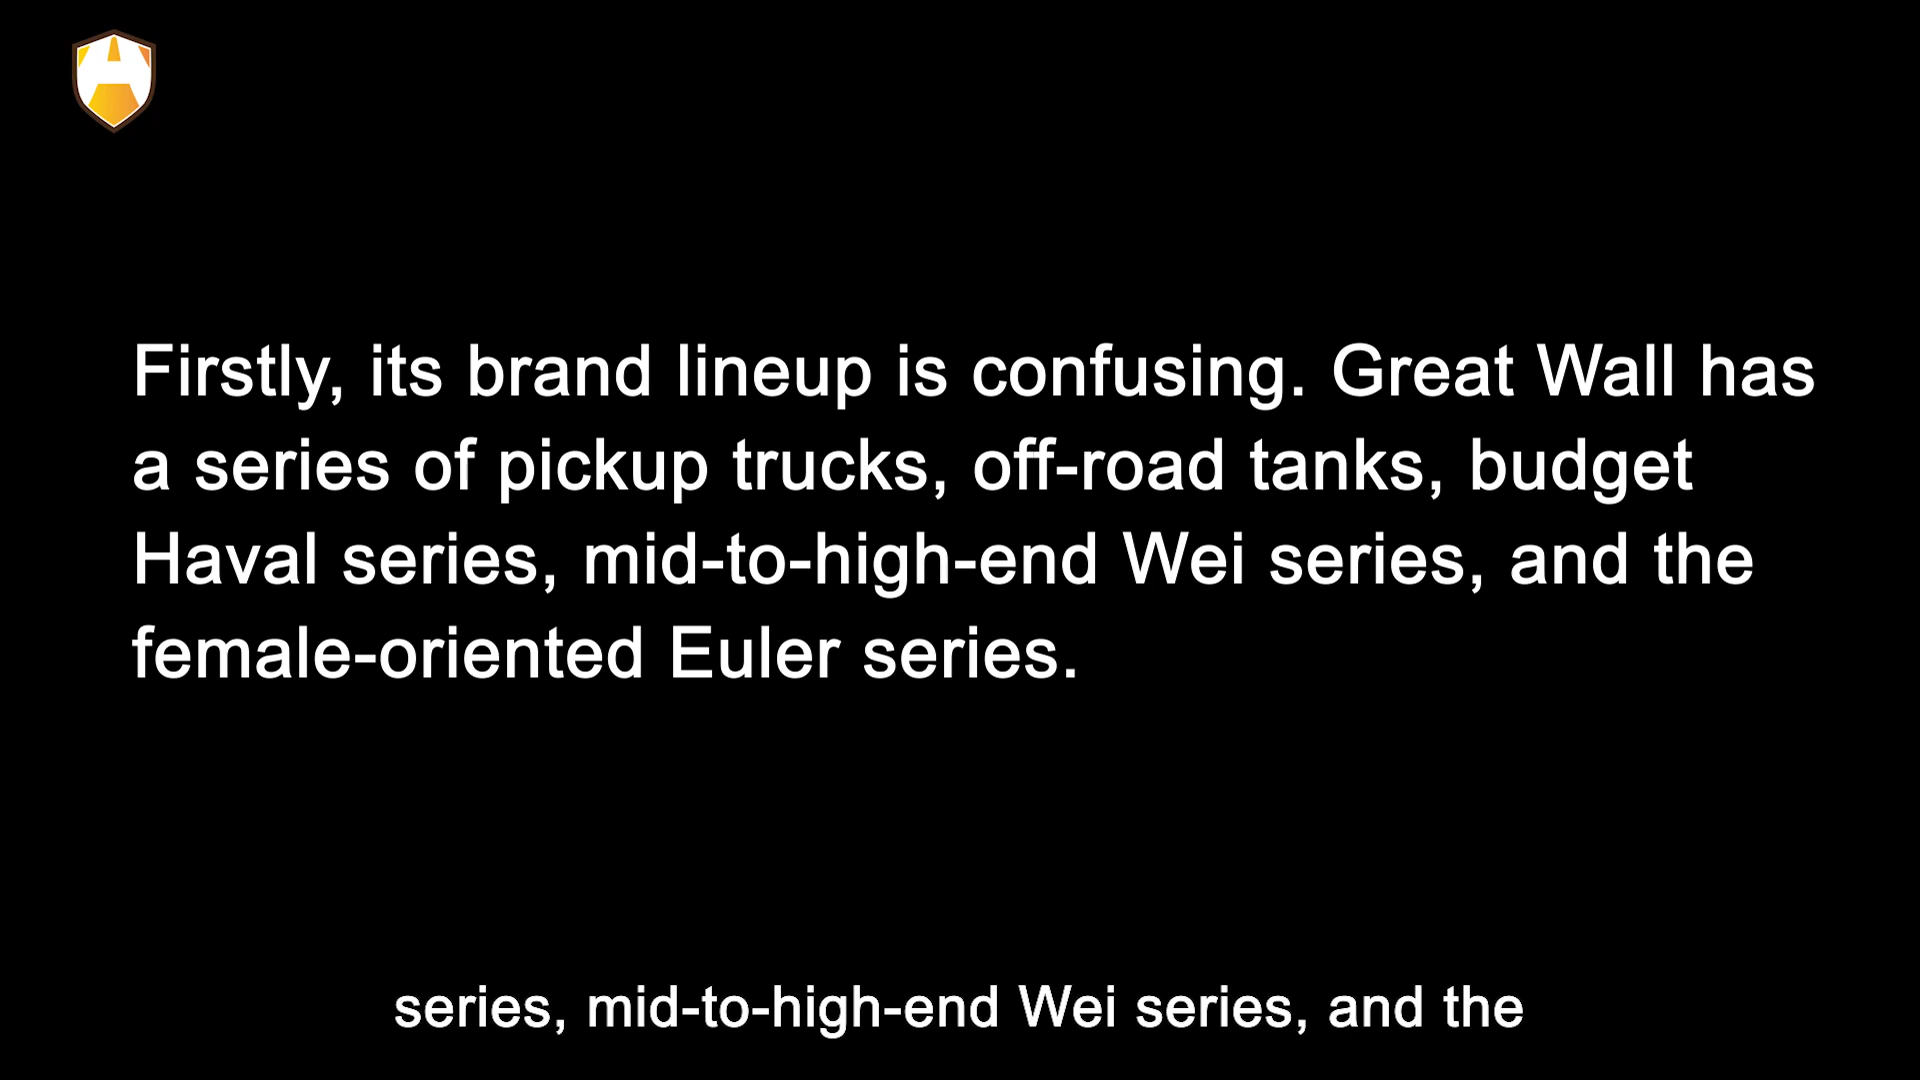 Firstly, its brand lineup is confusing. Great Wall has
a series of pickup trucks, off-road tanks, budget
Haval series, mid-to-high-end Wei series, and the
female-oriented Euler series.
series, mid-to-high-end Wei series, and the